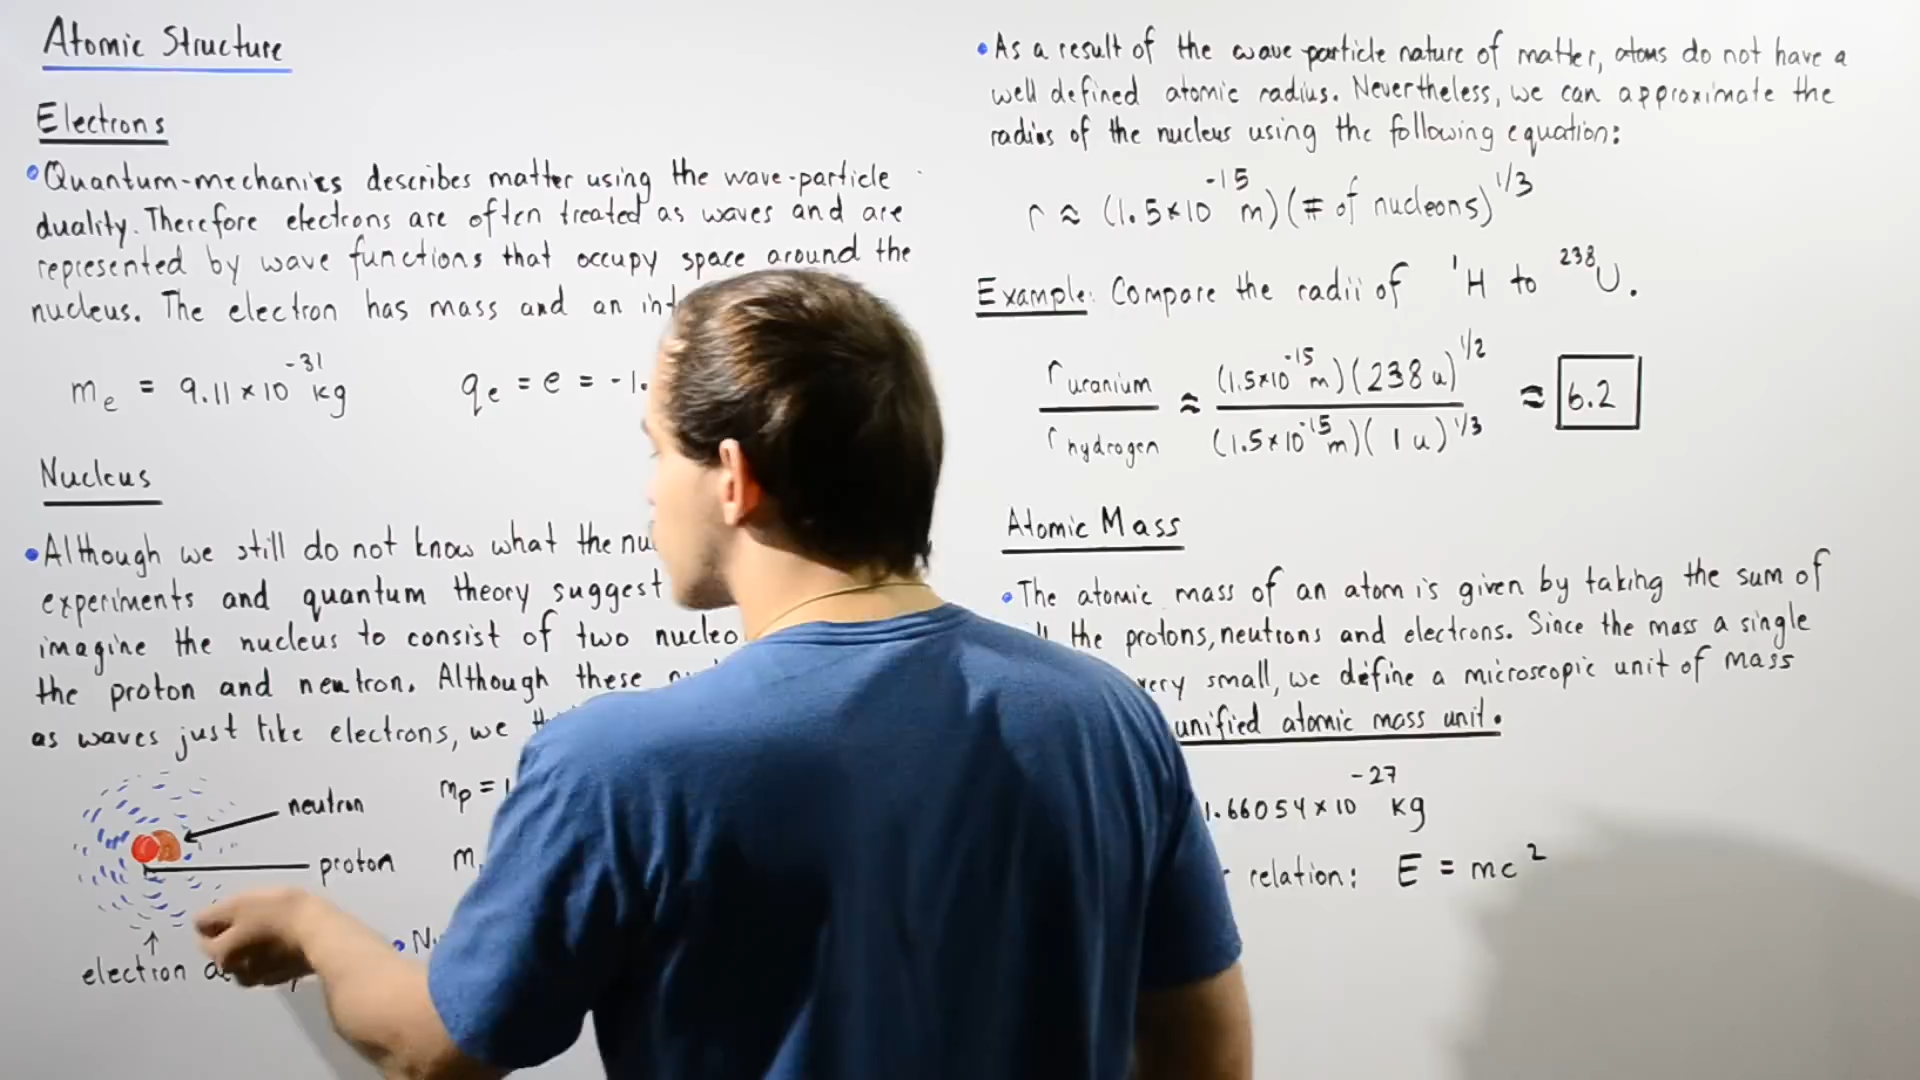 Atomic Structure
Electrons
•Quantum-mechanics describes matter using the wave-particle
duality. Therefore electrons are often treated as waves and are
represented by wave functions that occupy space around the
nucleus. The electron has mass and an
mₑ = 9.11×10⁻³¹ kg qₑ = e = -1.
Nucleus
•Although we still do not know what the
experiments and quantum theory suggest
imagine the nucleus to consist of two
the proton and neutron. Although these
as waves just like electrons, we
neutron
proton
electron
mp = 1
•As a result of the wave-particle nature of matter, atoms do not have a
well defined atomic radius. Nevertheless, we can approximate the
radius of the nucleus using the following equation:
r ≈ (1.5×10⁻¹⁵ m)(# of nucleons)^1/3
Example: Compare the radii of ¹H to ²³⁸U.
r uranium / r hydrogen ≈ (1.5×10⁻¹⁵ m)(238 u)^1/2 / (1.5×10⁻¹⁵ m)(1 u)^1/3 ≈ 6.2
Atomic Mass
•The atomic mass of an atom is given by taking the sum of
the protons, neutrons and electrons. Since the mass a single
very small, we define a microscopic unit of mass
unified atomic mass unit.
1.66054×10⁻²⁷ kg
relation: E = mc²